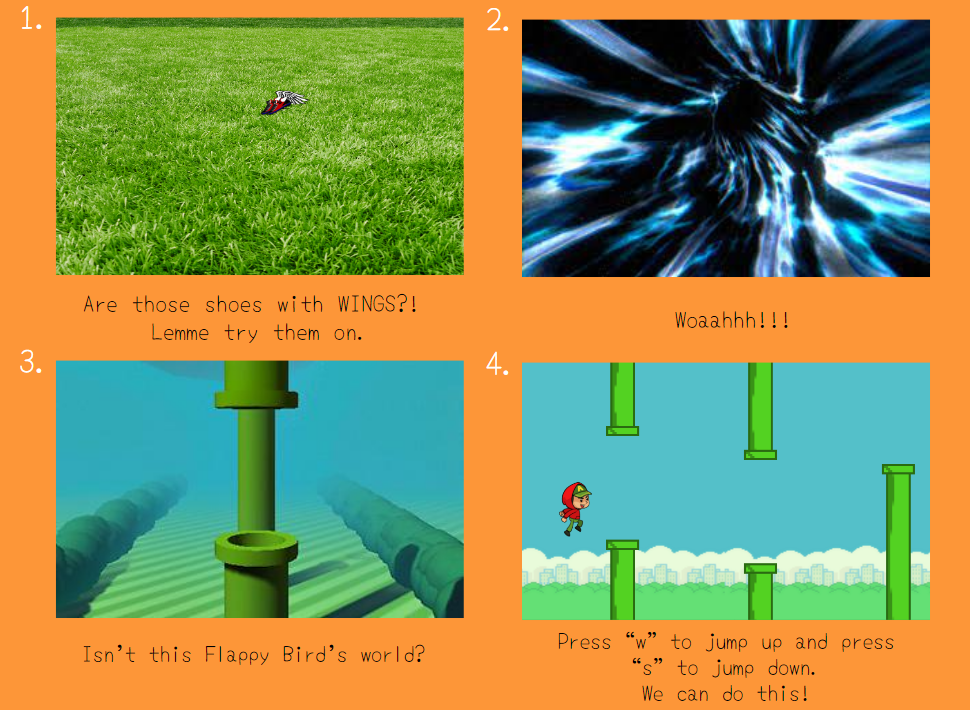 1.
Are those shoes with WINGS?!
Lemme try them on.
2.
Woaahhh!!!
3.
Isn't this Flappy Bird's world?
4.
Press “w” to jump up and press
“s” to jump down.
We can do this!